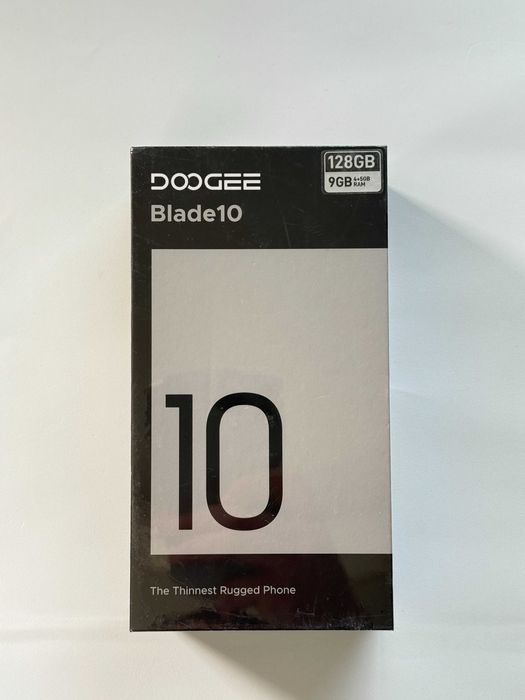 DOOGEE
Blade10
128GB
9GB 4+5GB RAM
10
The Thinnest Rugged Phone